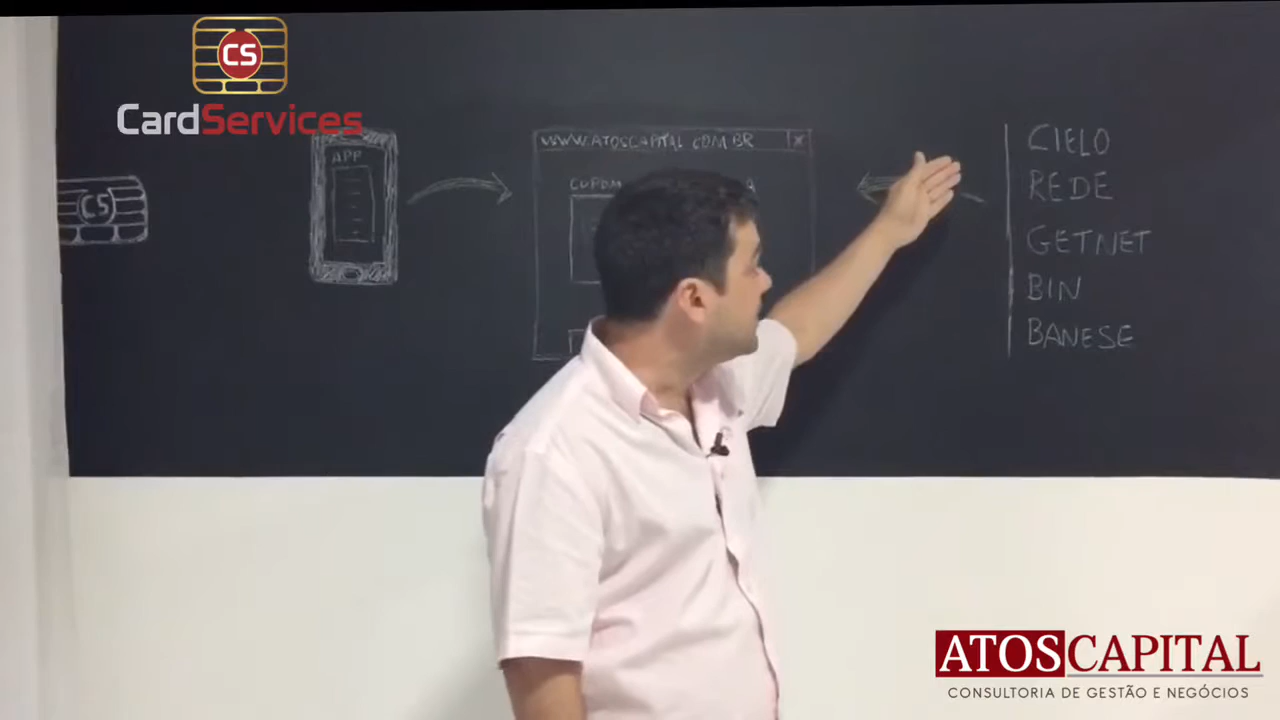 CS
CardServices
CS
APP
WWW.ATOSCAPITAL.COM.BR X
CIELO
REDE
GETNET
BIN
BANESE
ATOSCAPITAL
CONSULTORIA DE GESTÃO E NEGÓCIOS